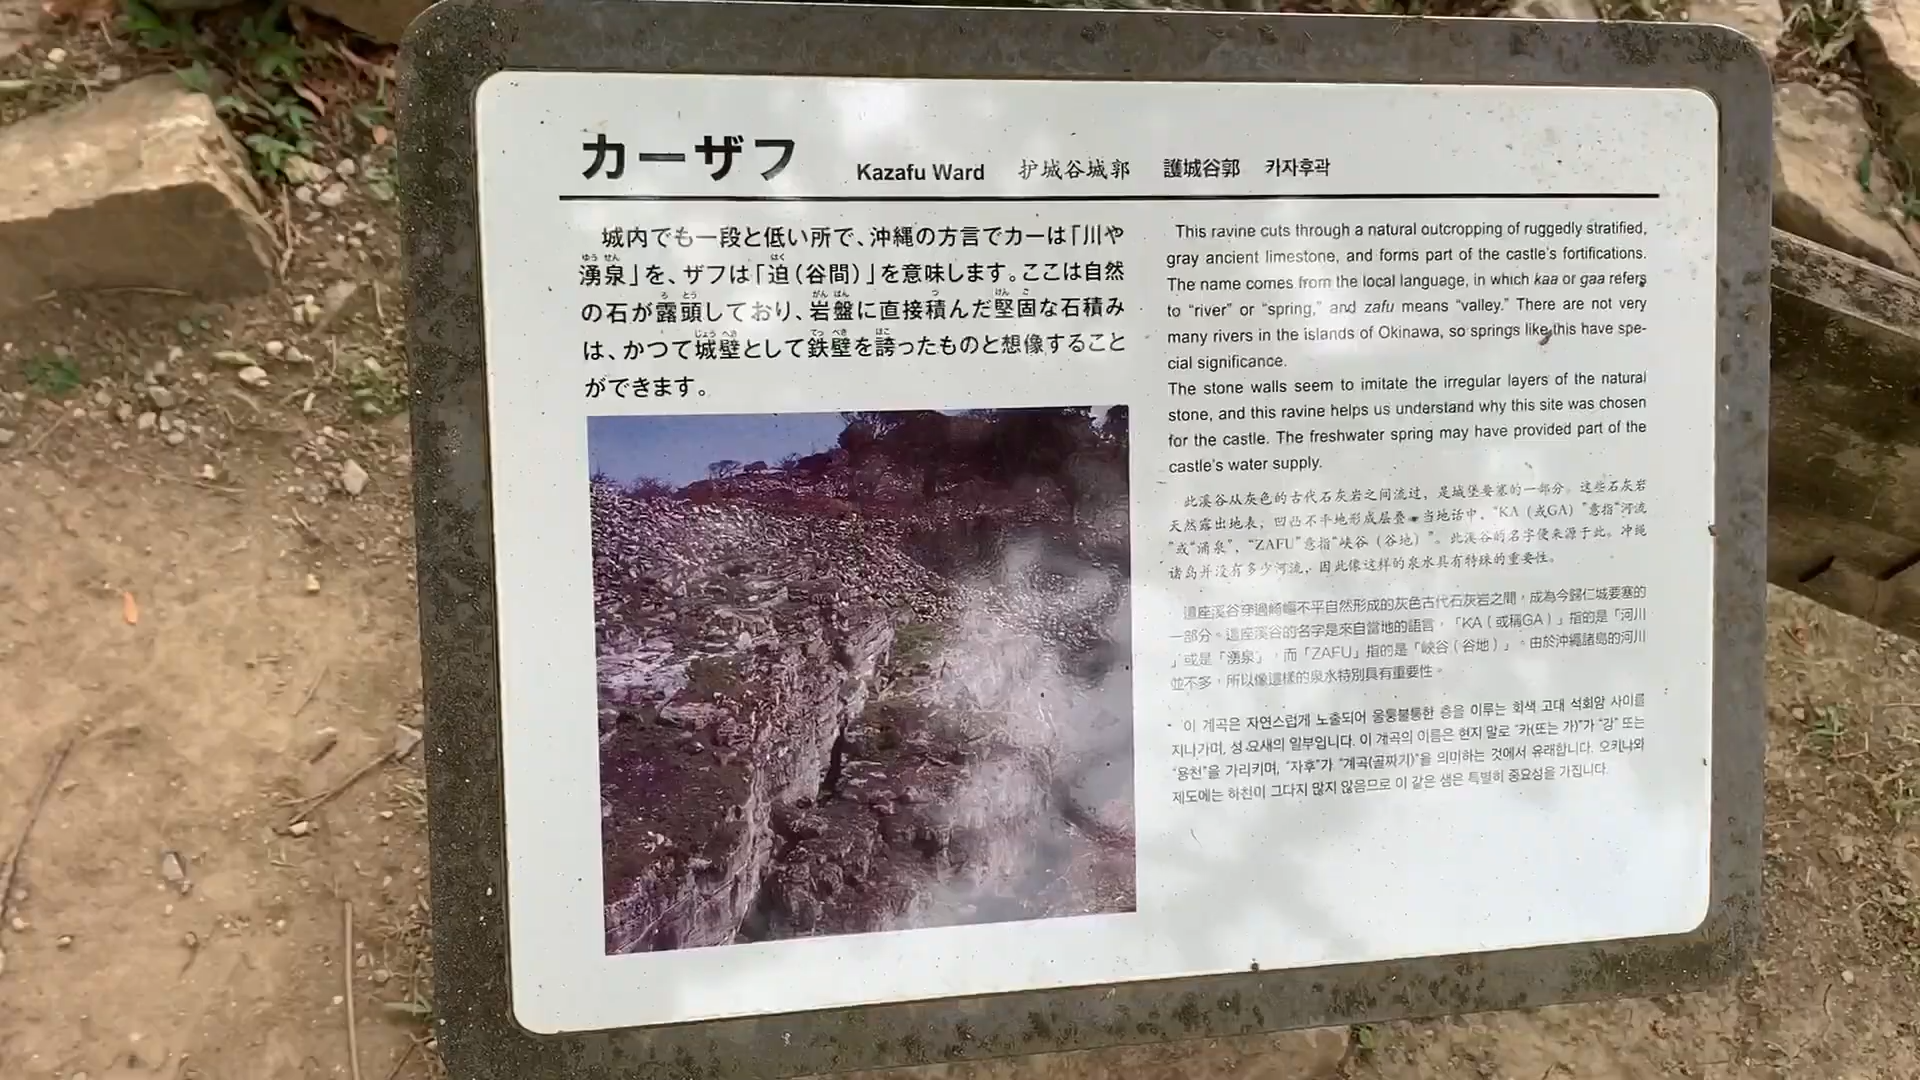 カーザフ Kazafu Ward 护城谷城郭 護城谷郭 카자후곽
城内でも一段と低い所で、沖縄の方言でカーは「川や
湧泉」を、ザフは「迫(谷間)」を意味します。ここは自然
の石が露頭しており、岩盤に直接積んだ堅固な石積み
は、かつて城壁として鉄壁を誇ったものと想像すること
ができます。
This ravine cuts through a natural outcropping of ruggedly stratified,
gray ancient limestone, and forms part of the castle's fortifications.
The name comes from the local language, in which kaa or gaa refers
to “river” or “spring,” and zafu means “valley.” There are not very
many rivers in the islands of Okinawa, so springs like this have spe-
cial significance.
The stone walls seem to imitate the irregular layers of the natural
stone, and this ravine helps us understand why this site was chosen
for the castle. The freshwater spring may have provided part of the
castle's water supply.
此溪谷从灰色的古代石灰岩之间流过，是城堡要塞的一部分。这些石灰岩
天然露出地表，凹凸不平地形成层叠。当地话中，“KA（或GA）”意指“河流
”或“涌泉”，“ZAFU”意指“峡谷（谷地）”。此溪谷的名字便来源于此。冲绳
诸岛并没有多少河流，因此像这样的泉水具有特殊的重要性。
這座溪谷穿過崎嶇不平自然形成的灰色古代石灰岩之間，成為今歸仁城要塞的
一部分。這座溪谷的名字是來自當地的語言，「KA（或稱GA）」指的是「河川
」或是「湧泉」，而「ZAFU」指的是「峽谷（谷地）」。由於沖繩諸島的河川
並不多，所以像這樣的泉水特別具有重要性。
이 계곡은 자연스럽게 노출되어 울퉁불퉁한 층을 이루는 회색 고대 석회암 사이를
지나가며, 성 요새의 일부입니다. 이 계곡의 이름은 현지 말로 “카(또는 가)”가 “강” 또는
“용천”을 가리키며, “자후”가 “계곡(골짜기)”을 의미하는 것에서 유래합니다. 오키나와
제도에는 하천이 그다지 많지 않음므로 이 같은 샘은 특별히 중요성을 가집니다.